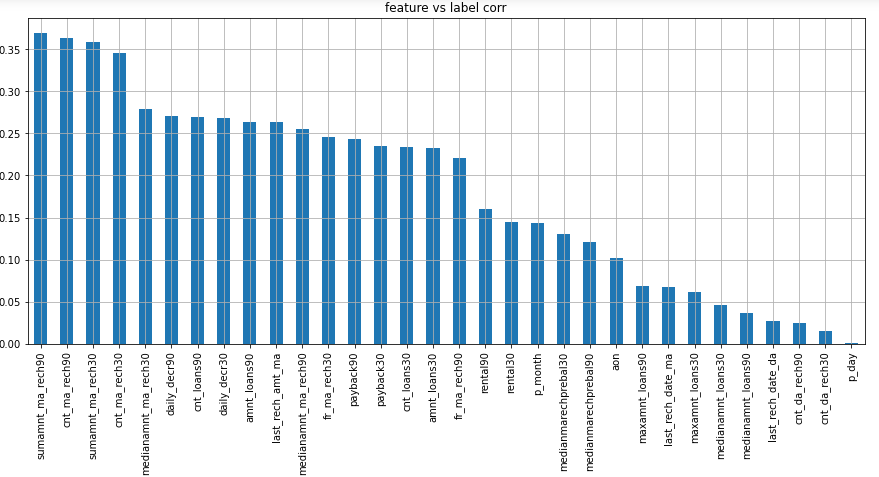 feature vs label corr
0.35
0.30
0.25
0.20
0.15
0.10
0.05
0.00
sumamnt_ma_rech90
cnt_ma_rech90
sumamnt_ma_rech30
cnt_ma_rech30
medianamnt_ma_rech30
daily_decr90
cnt_loans90
daily_decr30
amnt_loans90
last_rech_amt_ma
medianamnt_ma_rech90
fr_ma_rech30
payback90
payback30
cnt_loans30
amnt_loans30
fr_ma_rech90
rental90
rental30
p_month
medianmarechprebal30
medianmarechprebal90
aon
maxamnt_loans90
last_rech_date_ma
maxamnt_loans30
medianamnt_loans30
medianamnt_loans90
last_rech_date_da
cnt_da_rech90
cnt_da_rech30
p_day